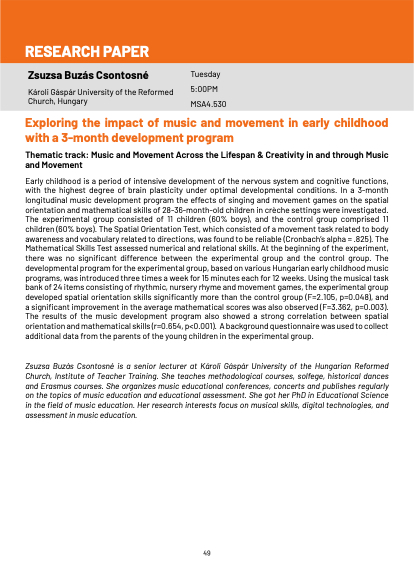 RESEARCH PAPER
Zsuzsa Buzás Csontosné
Károli Gáspár University of the Reformed
Church, Hungary
Tuesday
5:00PM
MSA4.530
Exploring the impact of music and movement in early childhood
with a 3-month development program
Thematic track: Music and Movement Across the Lifespan & Creativity in and through Music
and Movement
Early childhood is a period of intensive development of the nervous system and cognitive functions,
with the highest degree of brain plasticity under optimal developmental conditions. In a 3-month
longitudinal music development program the effects of singing and movement games on the spatial
orientation and mathematical skills of 28-36-month-old children in crèche settings were investigated.
The experimental group consisted of 11 children (60% boys), and the control group comprised 11
children (60% boys). The Spatial Orientation Test, which consisted of a movement task related to body
awareness and vocabulary related to directions, was found to be reliable (Cronbach's alpha = .825). The
Mathematical Skills Test assessed numerical and relational skills. At the beginning of the experiment,
there was no significant difference between the experimental group and the control group. The
developmental program for the experimental group, based on various Hungarian early childhood music
programs, was introduced three times a week for 15 minutes each for 12 weeks. Using the musical task
bank of 24 items consisting of rhythmic, nursery rhyme and movement games, the experimental group
developed spatial orientation skills significantly more than the control group (F=2.105, p=0.048), and
a significant improvement in the average mathematical scores was also observed (F=3.362, p=0.003).
The results of the music development program also showed a strong correlation between spatial
orientation and mathematical skills (r=0.654, p<0.001). A background questionnaire was used to collect
additional data from the parents of the young children in the experimental group.
Zsuzsa Buzás Csontosné is a senior lecturer at Károli Gáspár University of the Hungarian Reformed
Church, Institute of Teacher Training. She teaches methodological courses, solfege, historical dances
and Erasmus courses. She organizes music educational conferences, concerts and publishes regularly
on the topics of music education and educational assessment. She got her PhD in Educational Science
in the field of music education. Her research interests focus on musical skills, digital technologies, and
assessment in music education.
49